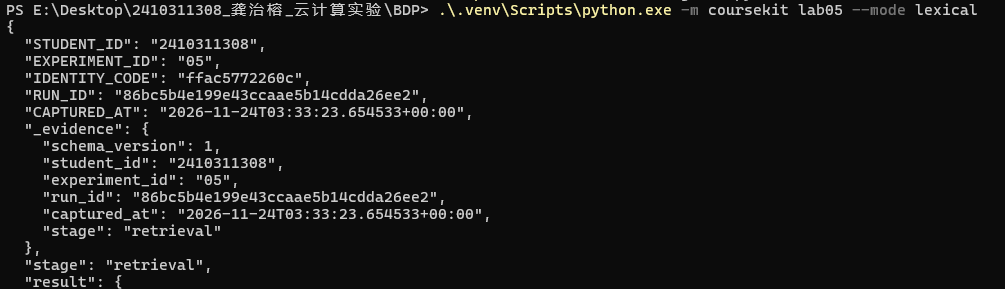 PS E:\Desktop\2410311308_龚治榕_云计算实验\BDP> .\.venv\Scripts\python.exe -m coursekit lab05 --mode lexical
{
  "STUDENT_ID": "2410311308",
  "EXPERIMENT_ID": "05",
  "IDENTITY_CODE": "ffac5772260c",
  "RUN_ID": "86bc5b4e199e43ccaae5b14cdda26ee2",
  "CAPTURED_AT": "2026-11-24T03:33:23.654533+00:00",
  "_evidence": {
    "schema_version": 1,
    "student_id": "2410311308",
    "experiment_id": "05",
    "run_id": "86bc5b4e199e43ccaae5b14cdda26ee2",
    "captured_at": "2026-11-24T03:33:23.654533+00:00",
    "stage": "retrieval"
  },
  "stage": "retrieval",
  "result": {